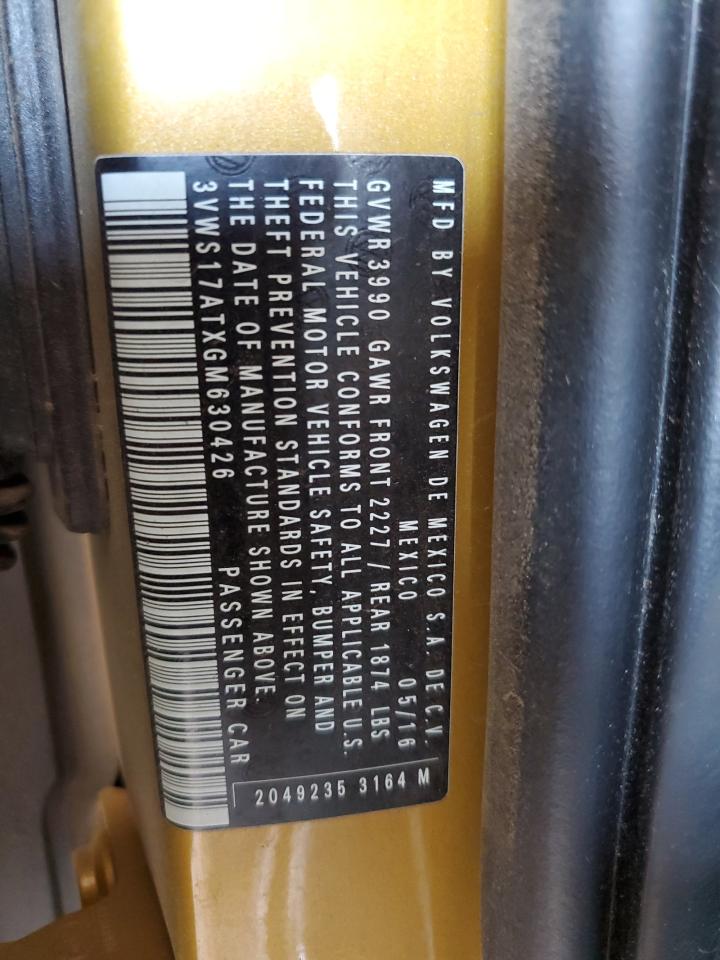 MFD BY VOLKSWAGEN DE MEXICO S.A. DE C.V.
MEXICO 05/16
GVWR3990 GAWR FRONT 2227 / REAR 1874 LBS
THIS VEHICLE CONFORMS TO ALL APPLICABLE U.S.
FEDERAL MOTOR VEHICLE SAFETY, BUMPER AND
THEFT PREVENTION STANDARDS IN EFFECT ON
THE DATE OF MANUFACTURE SHOWN ABOVE.
3VWS17ATXGM630426 PASSENGER CAR
2049235 3164 M